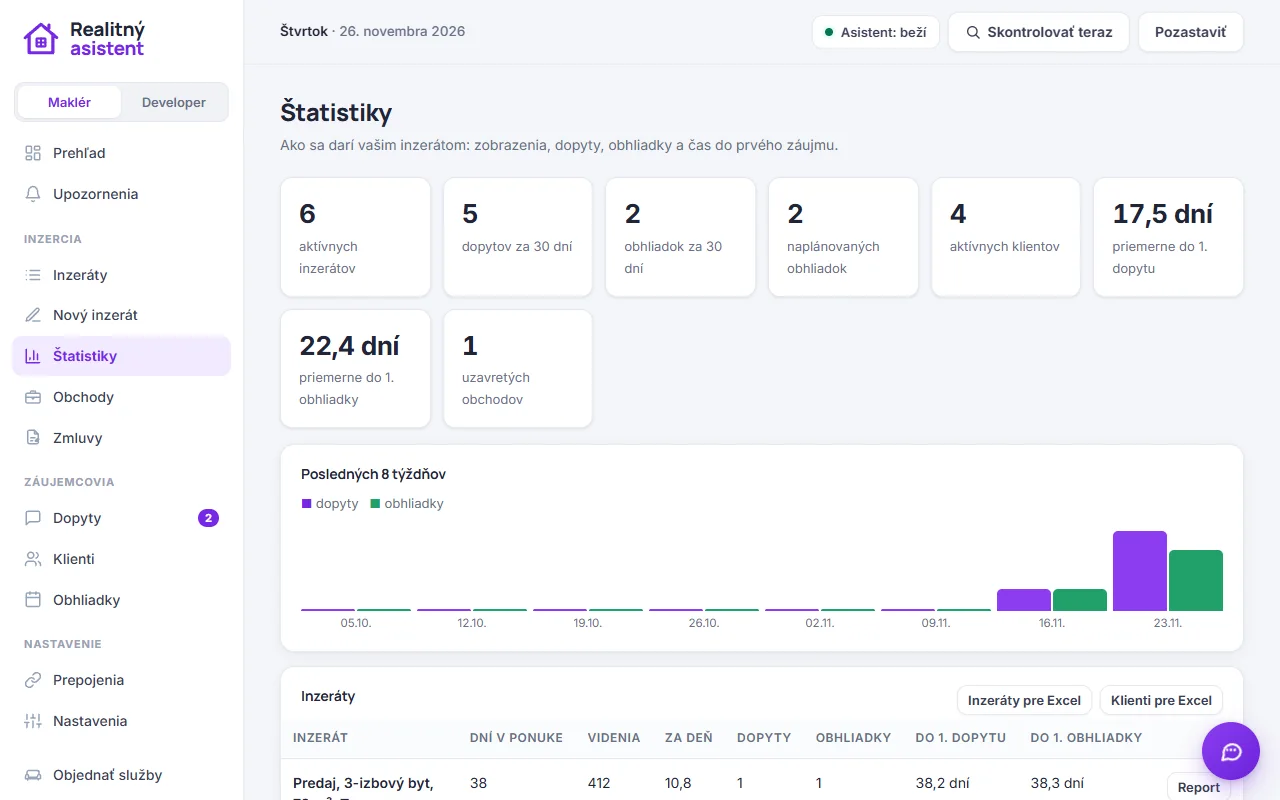 Realitný
asistent
Štvrtok · 26. novembra 2026
Asistent: beží
Skontrolovať teraz
Pozastaviť
Maklér
Developer
Prehľad
Upozornenia
INZERCIA
Inzeráty
Nový inzerát
Štatistiky
Obchody
Zmluvy
ZÁUJEMCOVIA
Dopyty
2
Klienti
Obhliadky
NASTAVENIE
Prepojenia
Nastavenia
Objednať služby
Štatistiky
Ako sa darí vašim inzerátom: zobrazenia, dopyty, obhliadky a čas do prvého záujmu.
6
aktívnych
inzerátov
5
dopytov za 30 dní
2
obhliadok za 30
dní
2
naplánovaných
obhliadok
4
aktívnych klientov
17,5 dní
priemerne do 1.
dopytu
22,4 dní
priemerne do 1.
obhliadky
1
uzavretých
obchodov
Posledných 8 týždňov
dopyty obhliadky
05.10. 12.10. 19.10. 26.10. 02.11. 09.11. 16.11. 23.11.
Inzeráty
Inzeráty pre Excel
Klienti pre Excel
INZERÁT DNÍ V PONUKE VIDENIA ZA DEŇ DOPYTY OBHLIADKY DO 1. DOPYTU DO 1. OBHLIADKY
Predaj, 3-izbový byt, 38 412 10,8 1 1 38,2 dní 38,3 dní
Report